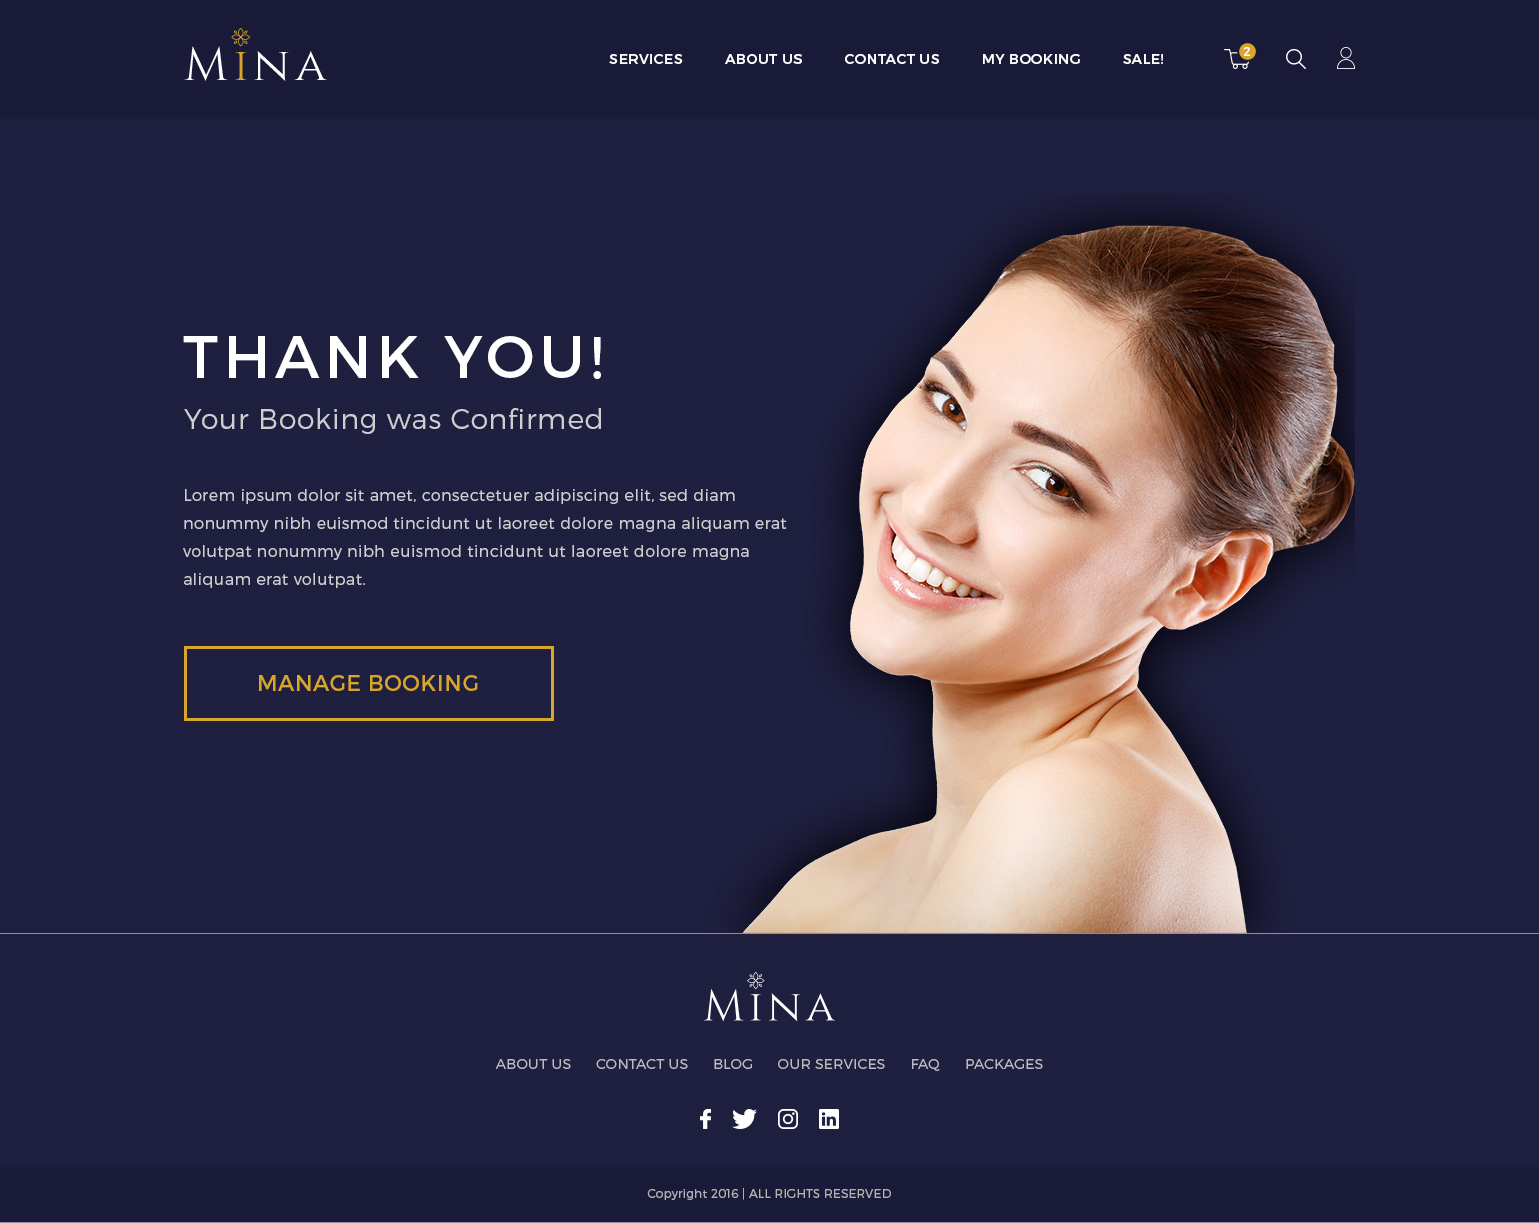 MINA
SERVICES ABOUT US CONTACT US MY BOOKING SALE! 2
THANK YOU!
Your Booking was Confirmed
Lorem ipsum dolor sit amet, consectetuer adipiscing elit, sed diam
nonummy nibh euismod tincidunt ut laoreet dolore magna aliquam erat
volutpat nonummy nibh euismod tincidunt ut laoreet dolore magna
aliquam erat volutpat.
MANAGE BOOKING
MINA
ABOUT US CONTACT US BLOG OUR SERVICES FAQ PACKAGES
Copyright 2016 | ALL RIGHTS RESERVED